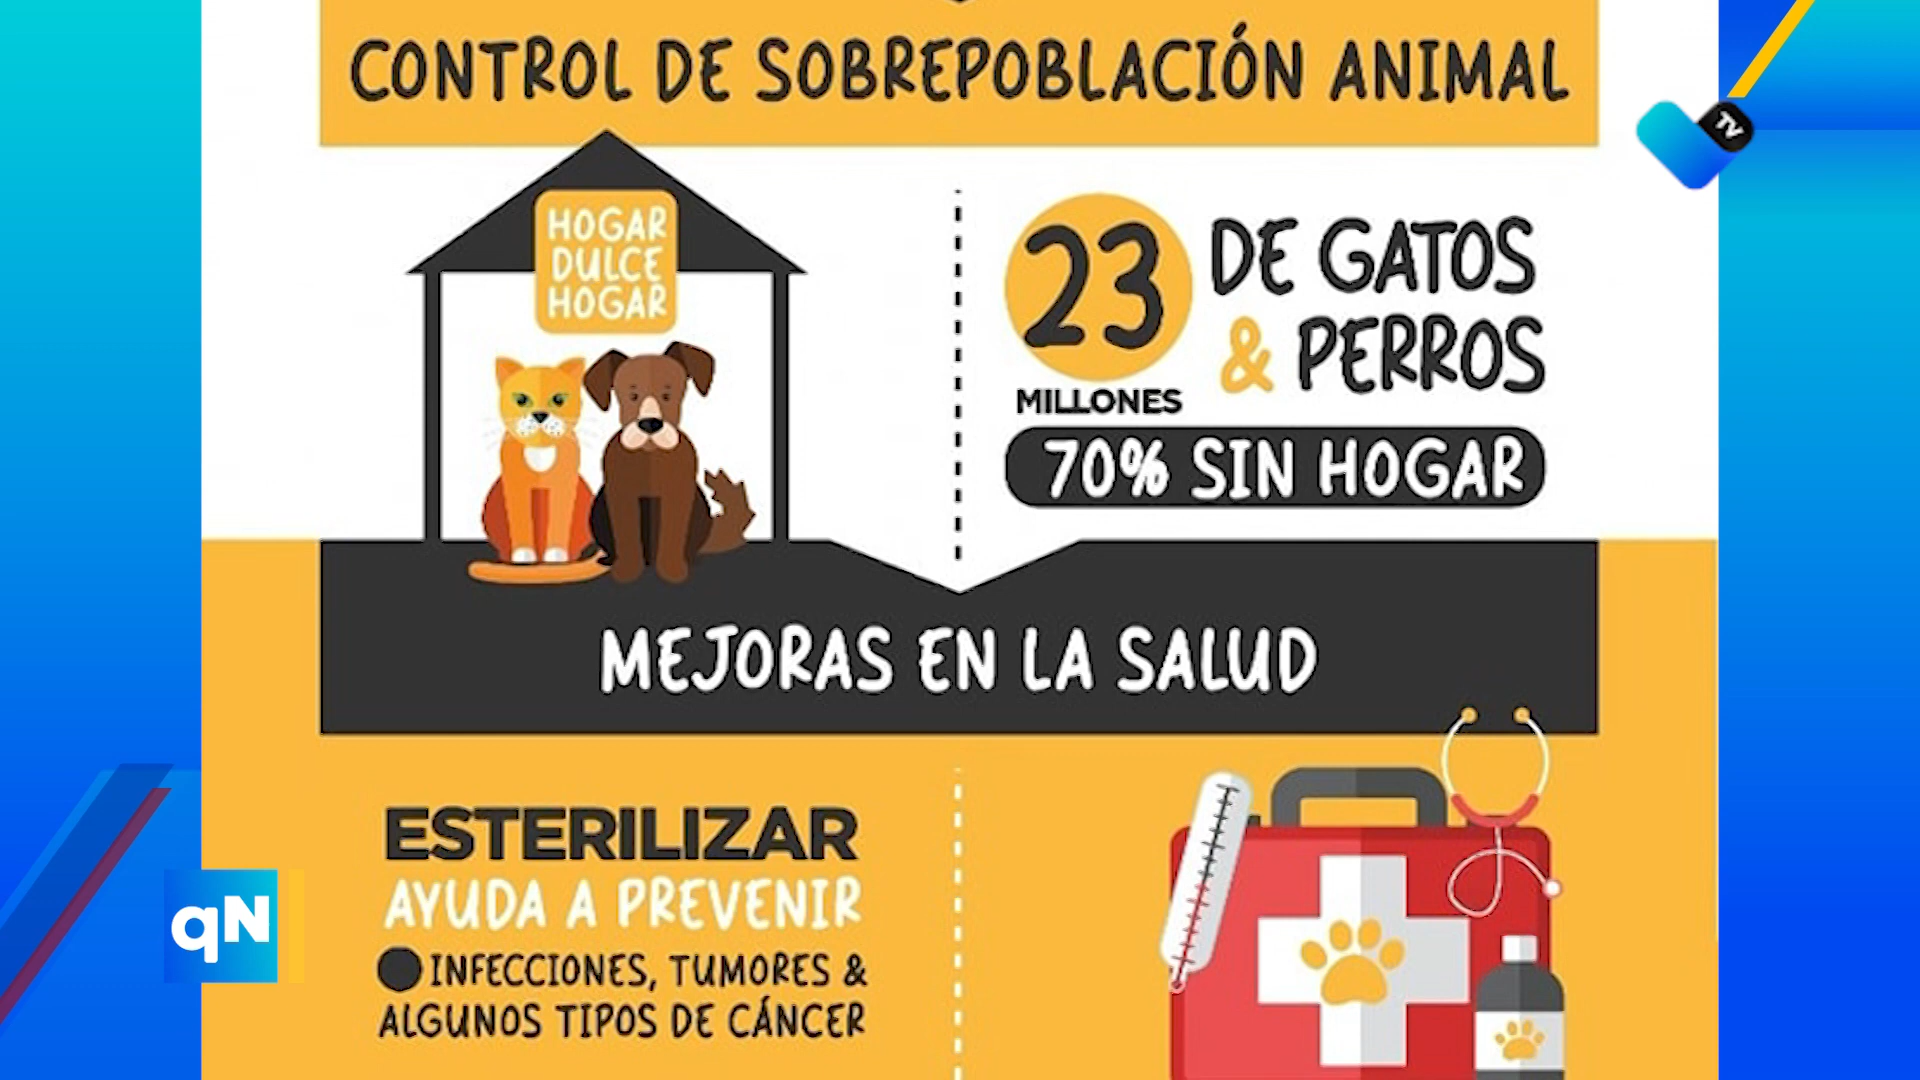 CONTROL DE SOBREPOBLACIÓN ANIMAL
TV
HOGAR
DULCE
HOGAR
23
MILLONES
DE GATOS
& PERROS
70% SIN HOGAR
MEJORAS EN LA SALUD
ESTERILIZAR
AYUDA A PREVENIR
INFECCIONES, TUMORES &
ALGUNOS TIPOS DE CÁNCER
qN